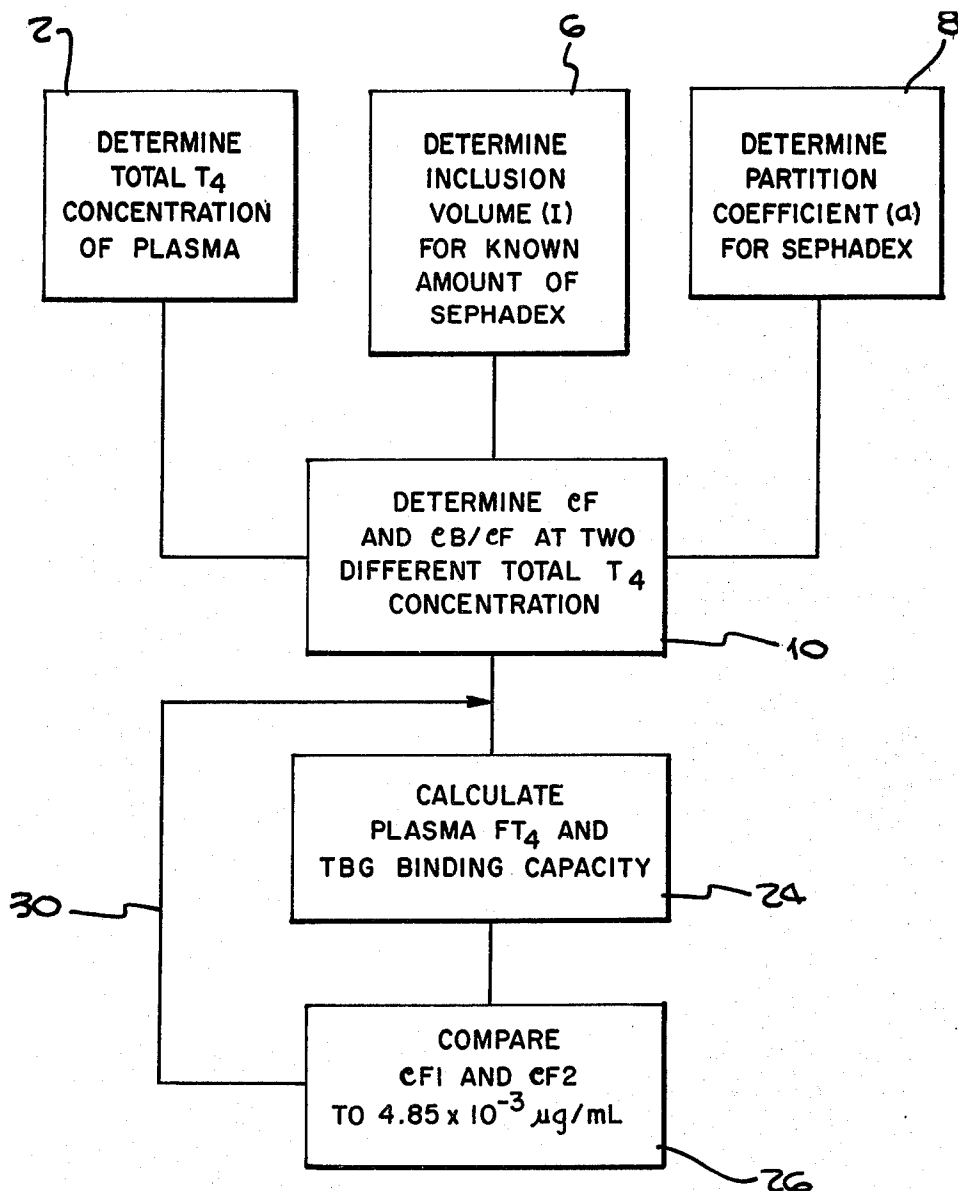 2
6
8
DETERMINE
TOTAL T4
CONCENTRATION
OF PLASMA
DETERMINE
INCLUSION
VOLUME (I)
FOR KNOWN
AMOUNT OF
SEPHADEX
DETERMINE
PARTITION
COEFFICIENT (a)
FOR SEPHADEX
DETERMINE CF
AND CB/CF AT TWO
DIFFERENT TOTAL T4
CONCENTRATION
10
CALCULATE
PLASMA FT4 AND
TBG BINDING CAPACITY
24
30
COMPARE
CF1 AND CF2
TO 4.85 x 10-3 µg/mL
26